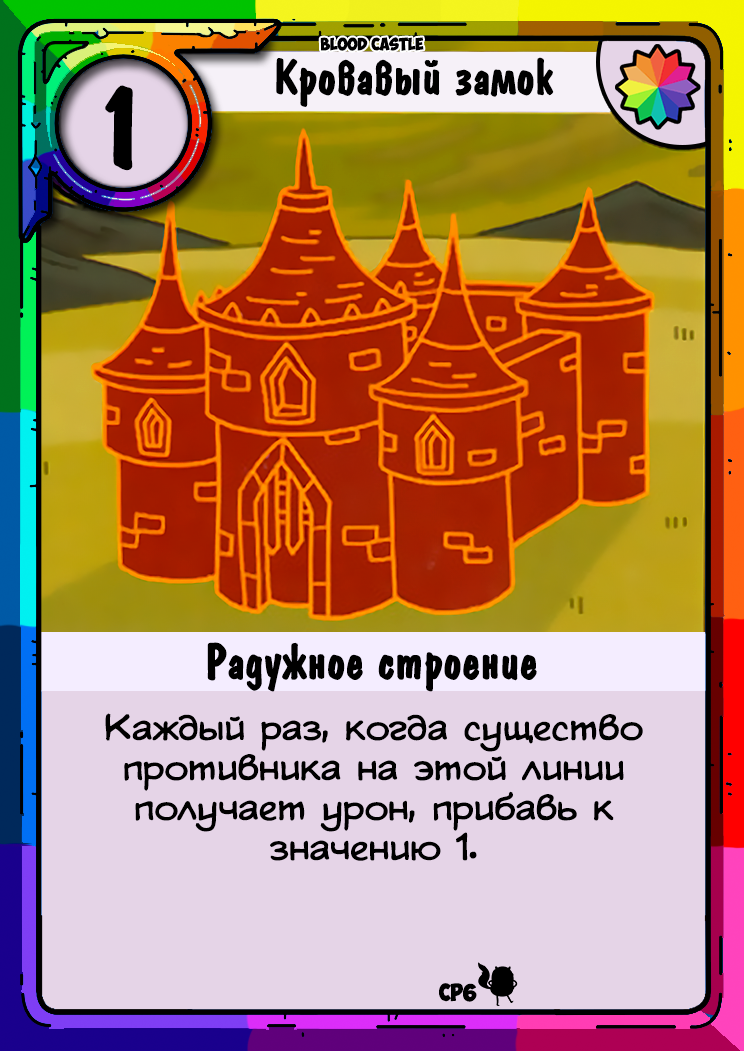 BLOOD CASTLE
Кровавый замок
1
Радужное строение
Каждый раз, когда существо
противника на этой линии
получает урон, прибавь к
значению 1.
CP6